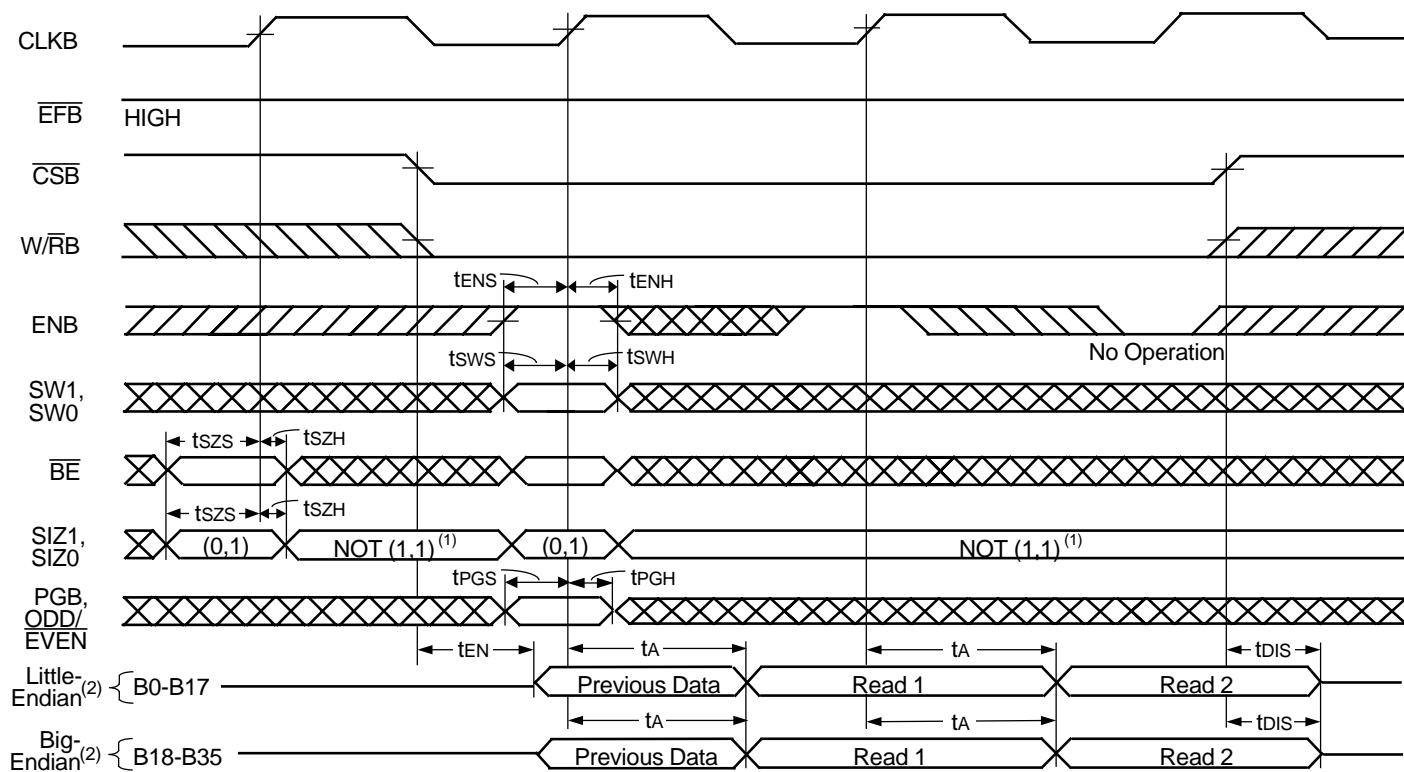 CLKB
EFB
HIGH
CSB
W/RB
tENS
tENH
ENB
No Operation
tSWS
tSWH
SW1,
SW0
tSZS
tSZH
BE
tSZS
tSZH
SIZ1,
SIZ0
(0,1)
NOT (1,1) (1)
(0,1)
NOT (1,1) (1)
tPGS
tPGH
PGB,
ODD/
EVEN
tEN
tA
tA
tDIS
Little-
Endian(2)
B0-B17
Previous Data
Read 1
Read 2
tA
tA
tDIS
Big-
Endian(2)
B18-B35
Previous Data
Read 1
Read 2